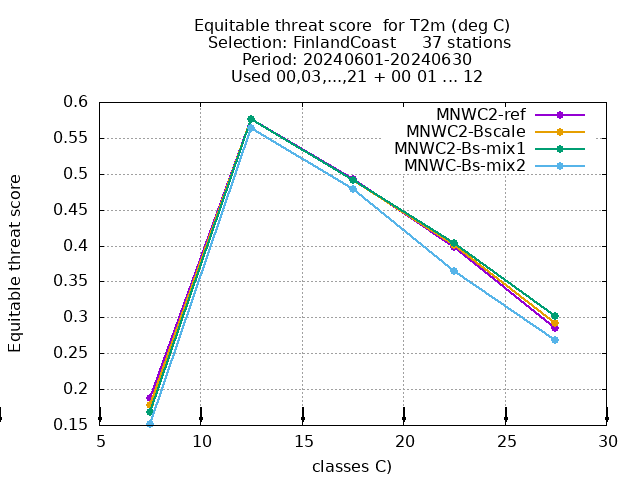 Equitable threat score  for T2m (deg C)
Selection: FinlandCoast     37 stations
Period: 20240601-20240630
Used 00,03,...,21 + 00 01 ... 12
MNWC2-ref
MNWC2-Bscale
MNWC2-Bs-mix1
MNWC-Bs-mix2
Equitable threat score
0.6
0.55
0.5
0.45
0.4
0.35
0.3
0.25
0.2
0.15
5 10 15 20 25 30
classes C)